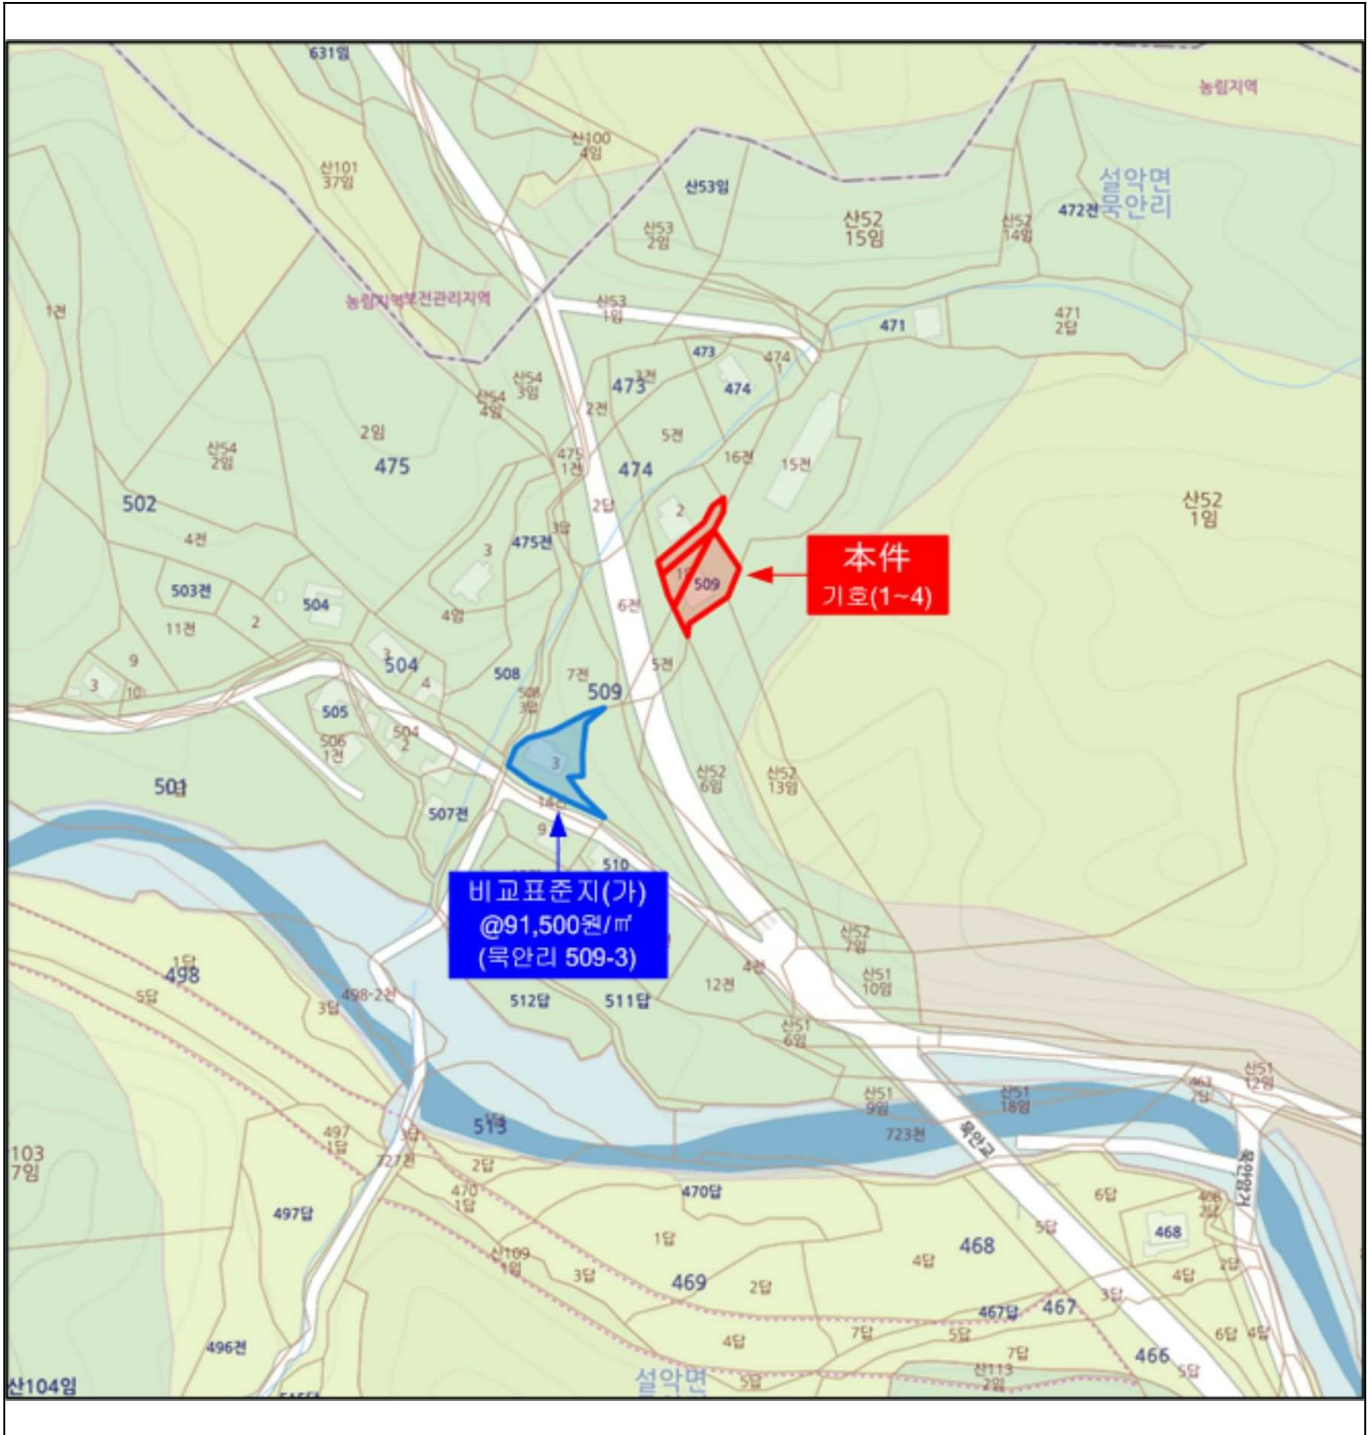 631임
농림지역
산100
4임
산101
37임
설악면
묵안리
산53임
472전
산53
2임
산52
15임
산52
14임
농림지역보전관리지역
1전
산53
1임
471
471
2답
473
474
1
산54
3임
473
3전
474
산54
4임
2전
2임
5전
산54
2임
475
475
1전
474
16전
15전
502
2답
2
산52
1임
3답
4전
475전
3
本件
기호(1~4)
509
503전
504
6전
4임
11전
2
3
504
5전
9
508
7전
3
10
4
509
508
3임
505
504
2
506
1전
3
산52
6임
산52
13임
501
507전
9
510
비교표준지(가)
@91,500원/㎡
(묵안리 509-3)
산52
7임
1답
498
4전
12전
산51
10임
5답
498-2천
3답
512답
511답
산51
6임
산51
12임
산51
9임
산51
18임
513
723천
묵안교
497
1답
727천
103
7임
2답
470
1답
470답
6답
468
2답
묵안암거
497답
1답
468
5답
468
산109
1임
3답
469
2답
4답
4답
2답
467답
467
3답
496전
4답
7답
5답
6답
4답
7답
466
산104임
설악면
5답
산113
2임
5답